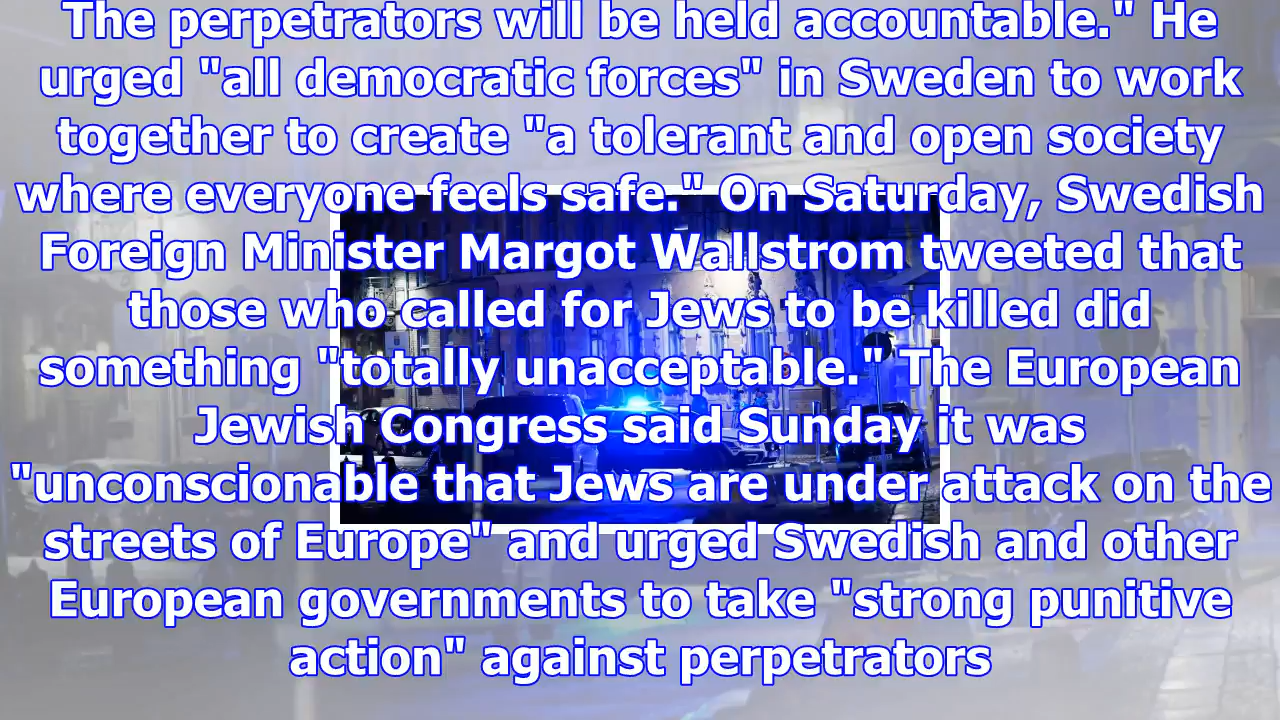 The perpetrators will be held accountable." He
urged "all democratic forces" in Sweden to work
together to create "a tolerant and open society
where everyone feels safe." On Saturday, Swedish
Foreign Minister Margot Wallstrom tweeted that
those who called for Jews to be killed did
something "totally unacceptable." The European
Jewish Congress said Sunday it was
"unconscionable that Jews are under attack on the
streets of Europe" and urged Swedish and other
European governments to take "strong punitive
action" against perpetrators